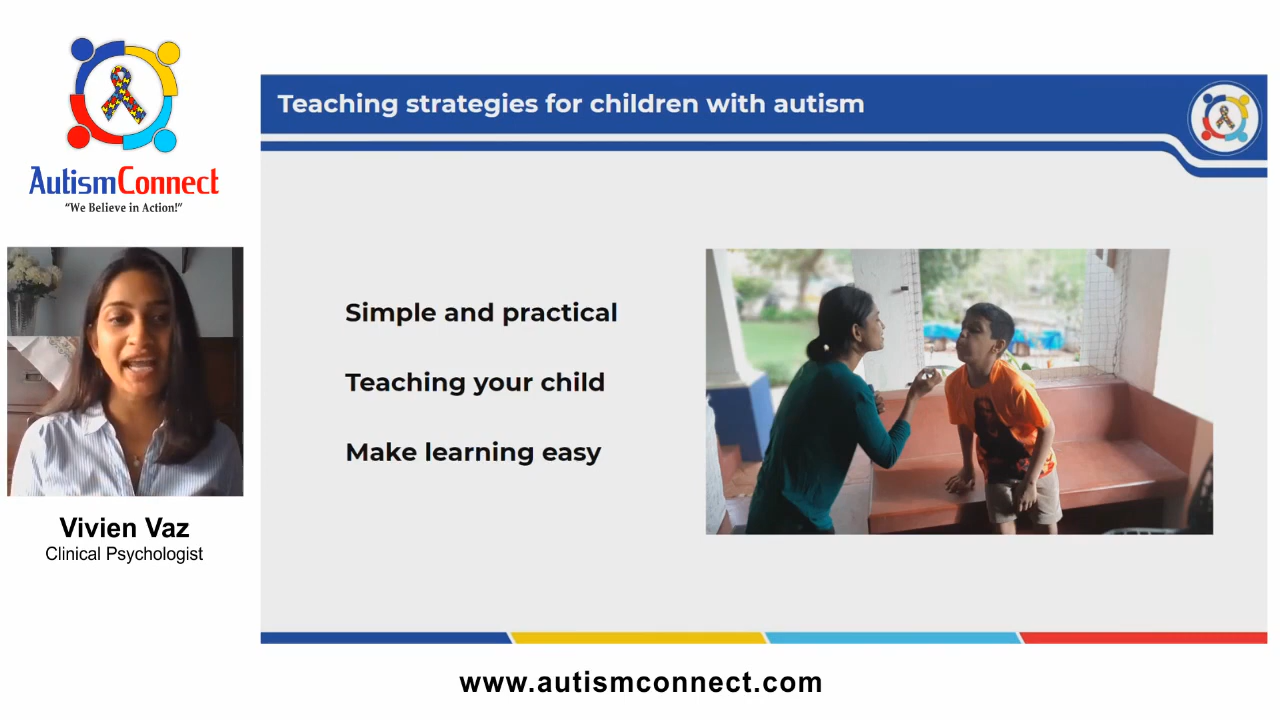 AutismConnect
“We Believe in Action!”
Vivien Vaz
Clinical Psychologist
Teaching strategies for children with autism
Simple and practical
Teaching your child
Make learning easy
www.autismconnect.com